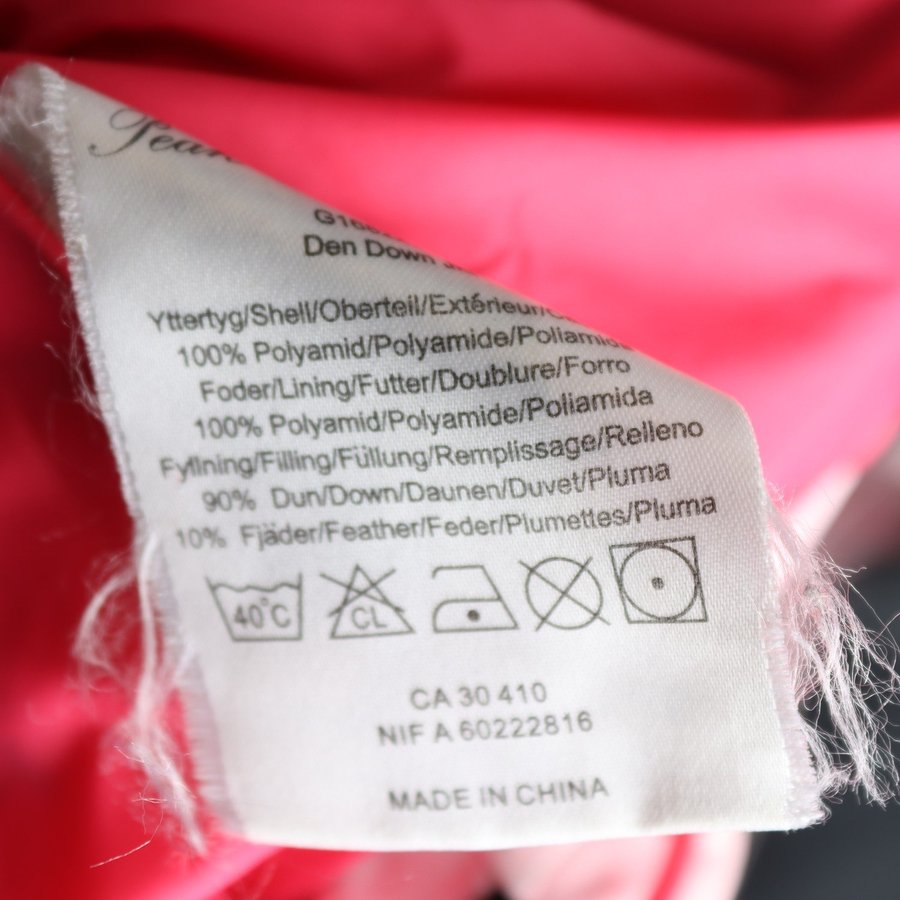 Den Down
Yttertyg/Shell/Oberteil/Extérieur/
100% Polyamid/Polyamide/Poliamida
Foder/Lining/Futter/Doublure/Forro
100% Polyamid/Polyamide/Poliamida
Fyllning/Filling/Füllung/Remplissage/Relleno
90% Dun/Down/Daunen/Duvet/Pluma
10% Fjäder/Feather/Feder/Plumettes/Pluma
40°C CL
CA 30 410
NIF A 60222816
MADE IN CHINA